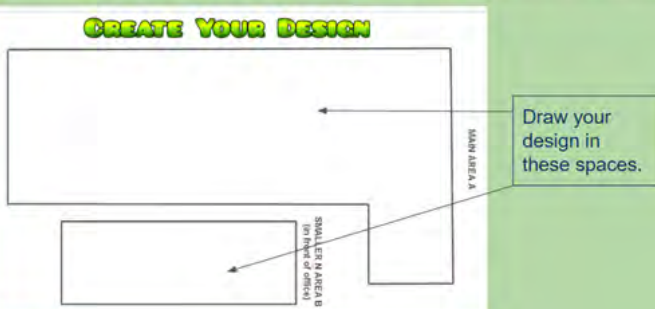 CREATE YOUR DESIGN
Draw your
design in
these spaces.
MAIN AREA A
SMALLER N AREA B
(in front of office)